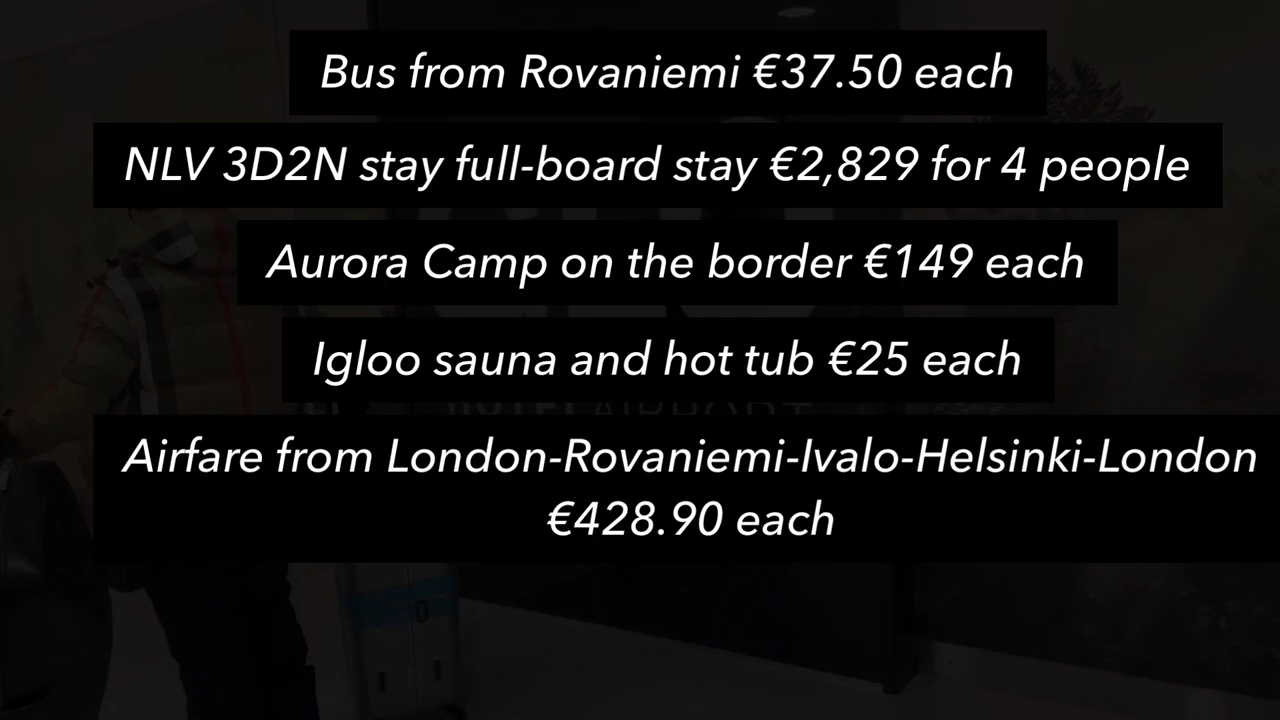 Bus from Rovaniemi €37.50 each
NLV 3D2N stay full-board stay €2,829 for 4 people
Aurora Camp on the border €149 each
Igloo sauna and hot tub €25 each
Airfare from London-Rovaniemi-Ivalo-Helsinki-London
€428.90 each